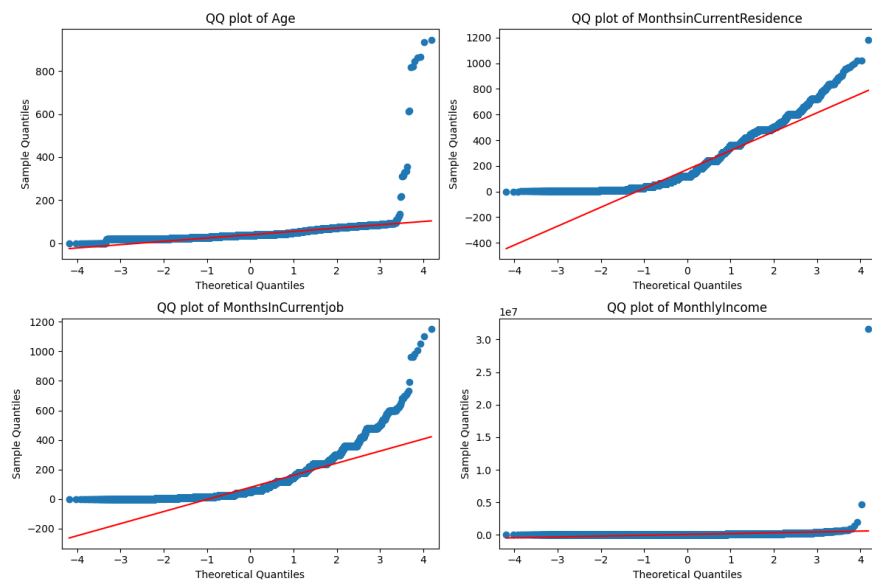 QQ plot of Age
Sample Quantiles
800
600
400
200
0
−4 −3 −2 −1 0 1 2 3 4
Theoretical Quantiles
QQ plot of MonthsinCurrentResidence
Sample Quantiles
1200
1000
800
600
400
200
0
−200
−400
−4 −3 −2 −1 0 1 2 3 4
Theoretical Quantiles
QQ plot of MonthsInCurrentjob
Sample Quantiles
1200
1000
800
600
400
200
0
−200
−4 −3 −2 −1 0 1 2 3 4
Theoretical Quantiles
QQ plot of MonthlyIncome
1e7
Sample Quantiles
3.0
2.5
2.0
1.5
1.0
0.5
0.0
−4 −3 −2 −1 0 1 2 3 4
Theoretical Quantiles